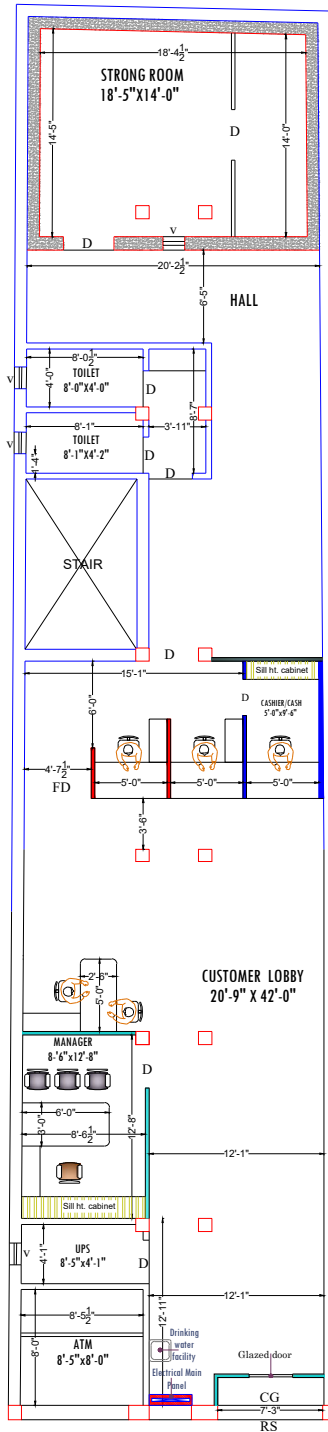 18'-4½"
STRONG ROOM
18'-5"X14'-0"
14'-5"
D
14'-0"
D
V
20'-2½"
6'-5"
HALL
8'-0½"
V
4'-0"
TOILET
8'-0"X4'-0"
D
8'-7"
3'-11"
8'-1"
V
TOILET
8'-1"X4'-2"
D
1'-4"
D
STAIR
D
15'-1"
Sill ht. cabinet
6'-0"
D
CASHIER/CASH
5'-0"x9'-6"
4'-7½"
5'-0"
5'-0"
5'-0"
FD
3'-6"
2'-6"
5'-0"
CUSTOMER LOBBY
20'-9" X 42'-0"
MANAGER
8-'6"x12'-8"
D
6'-0"
3'-0"
8'-6½"
12'-8"
12'-1"
Sill ht. cabinet
UPS
8'-5"x4'-1"
V
4'-1"
D
8'-5½"
12'-1"
12'-11"
8'-0"
ATM
8'-5"x8'-0"
Drinking
water
facility
Glazed door
Electrical Main
Panel
CG
7'-3"
RS